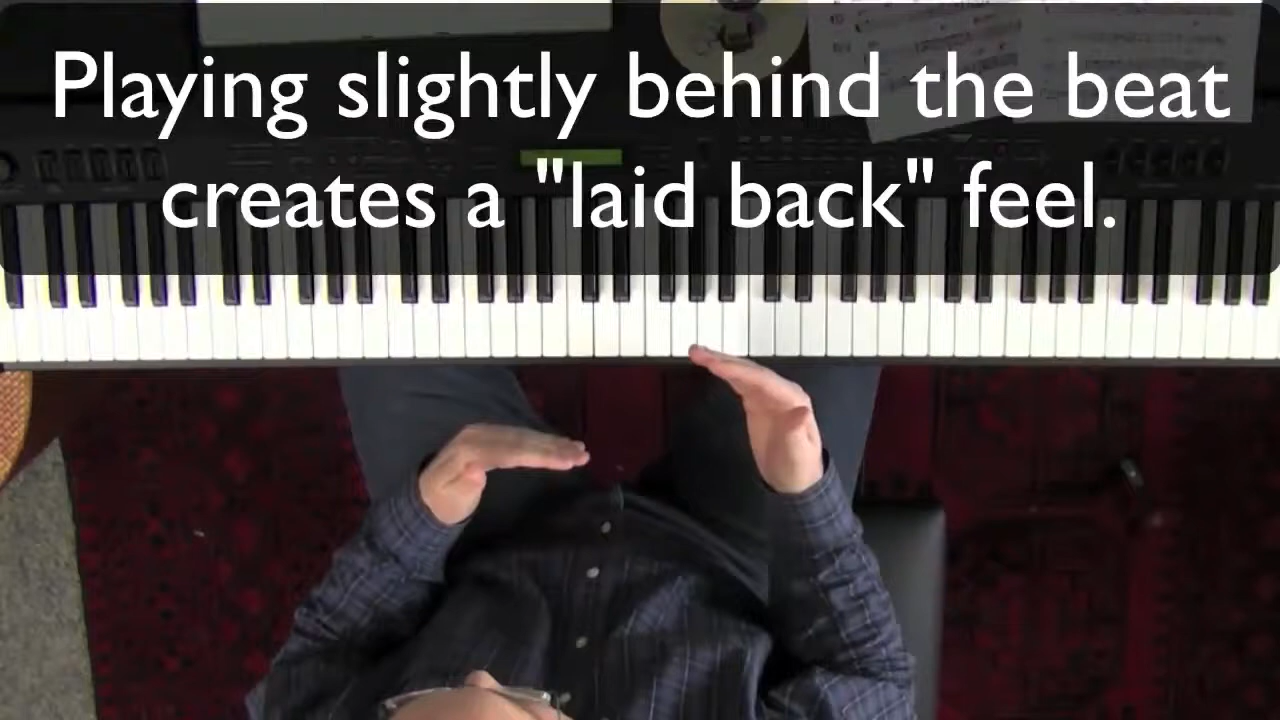 Playing slightly behind the beat
creates a "laid back" feel.